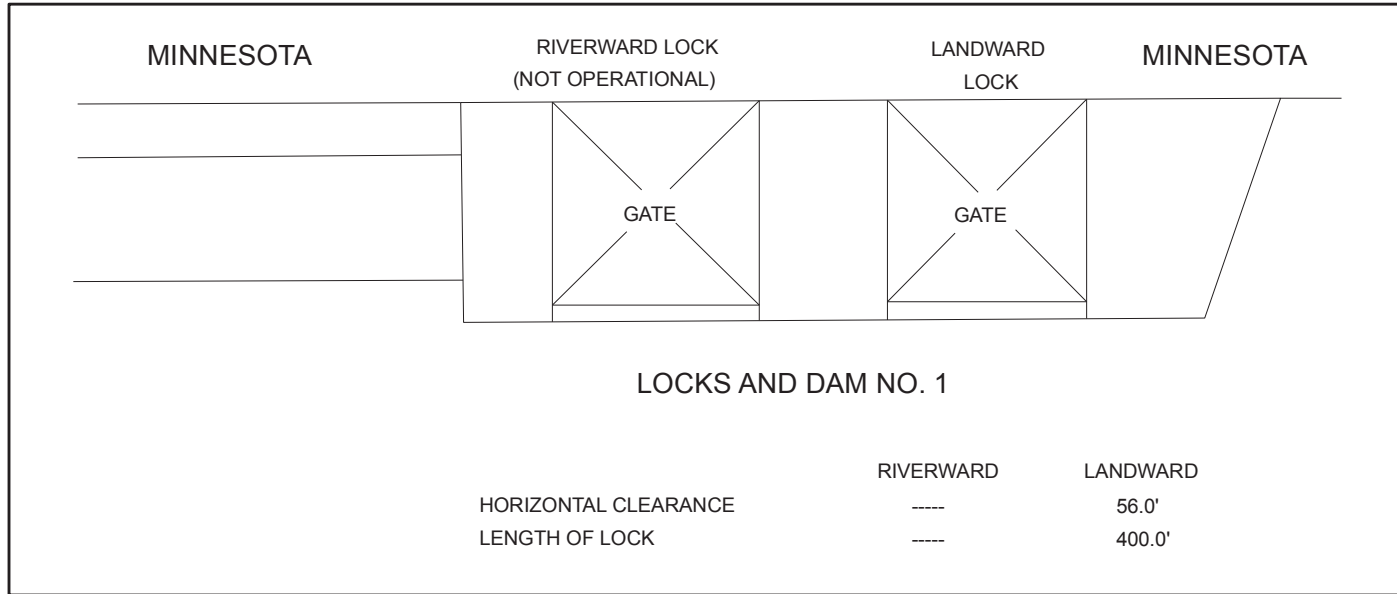 MINNESOTA
RIVERWARD LOCK
(NOT OPERATIONAL)
LANDWARD
LOCK
MINNESOTA
GATE
GATE
LOCKS AND DAM NO. 1
RIVERWARD LANDWARD
HORIZONTAL CLEARANCE ----- 56.0'
LENGTH OF LOCK ----- 400.0'